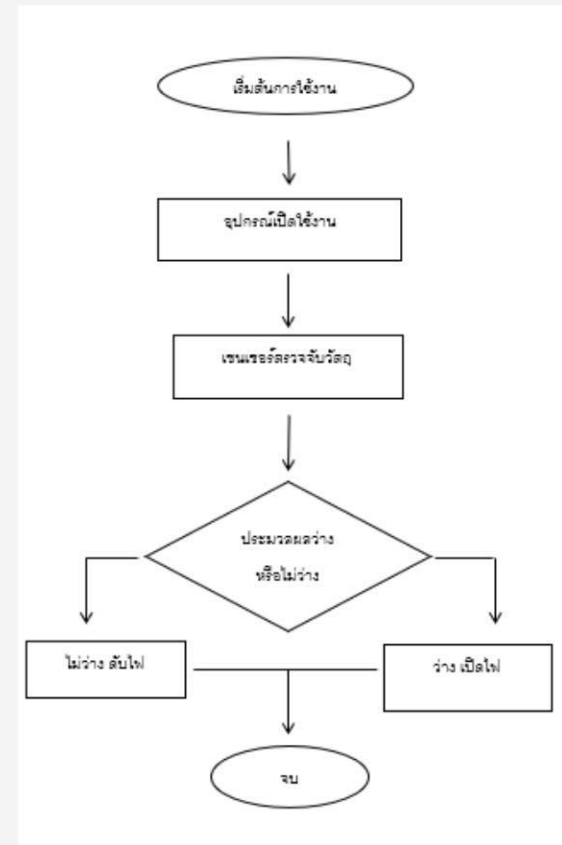 เริ่มต้นการใช้งาน
อุปกรณ์เปิดใช้งาน
เซนเซอร์ตรวจจับวัตถุ
ประมวลผลว่าง
หรือไม่ว่าง
ไม่ว่าง ดับไฟ
ว่าง เปิดไฟ
จบ